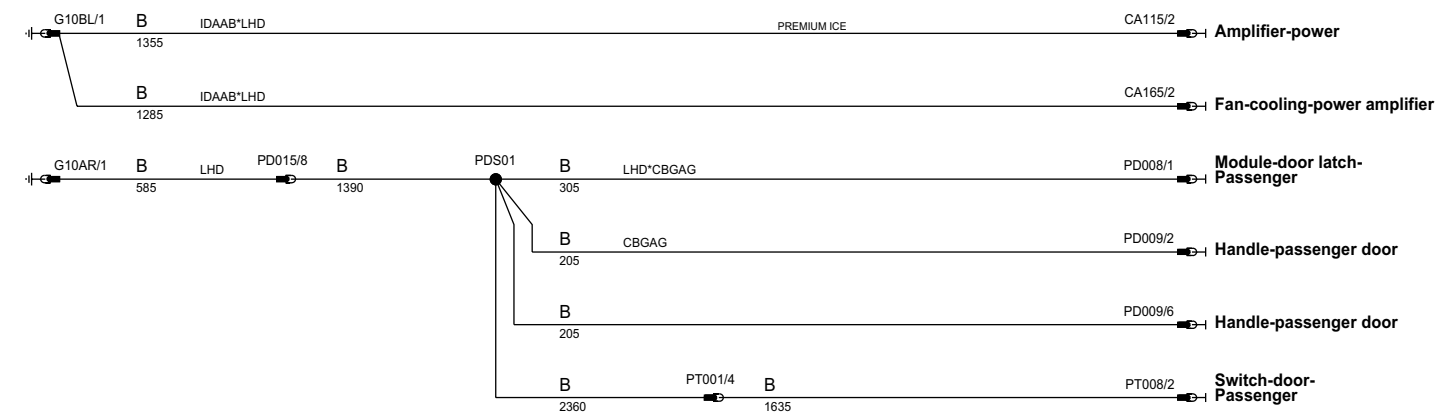 G10BL/1 B IDAAB*LHD PREMIUM ICE CA115/2 Amplifier-power
1355
B IDAAB*LHD CA165/2 Fan-cooling-power amplifier
1285
G10AR/1 B LHD PD015/8 B PDS01 B LHD*CBGAG PD008/1 Module-door latch-
Passenger
585 1390 305
B CBGAG PD009/2 Handle-passenger door
205
B PD009/6 Handle-passenger door
205
B PT001/4 B PT008/2 Switch-door-
Passenger
2360 1635